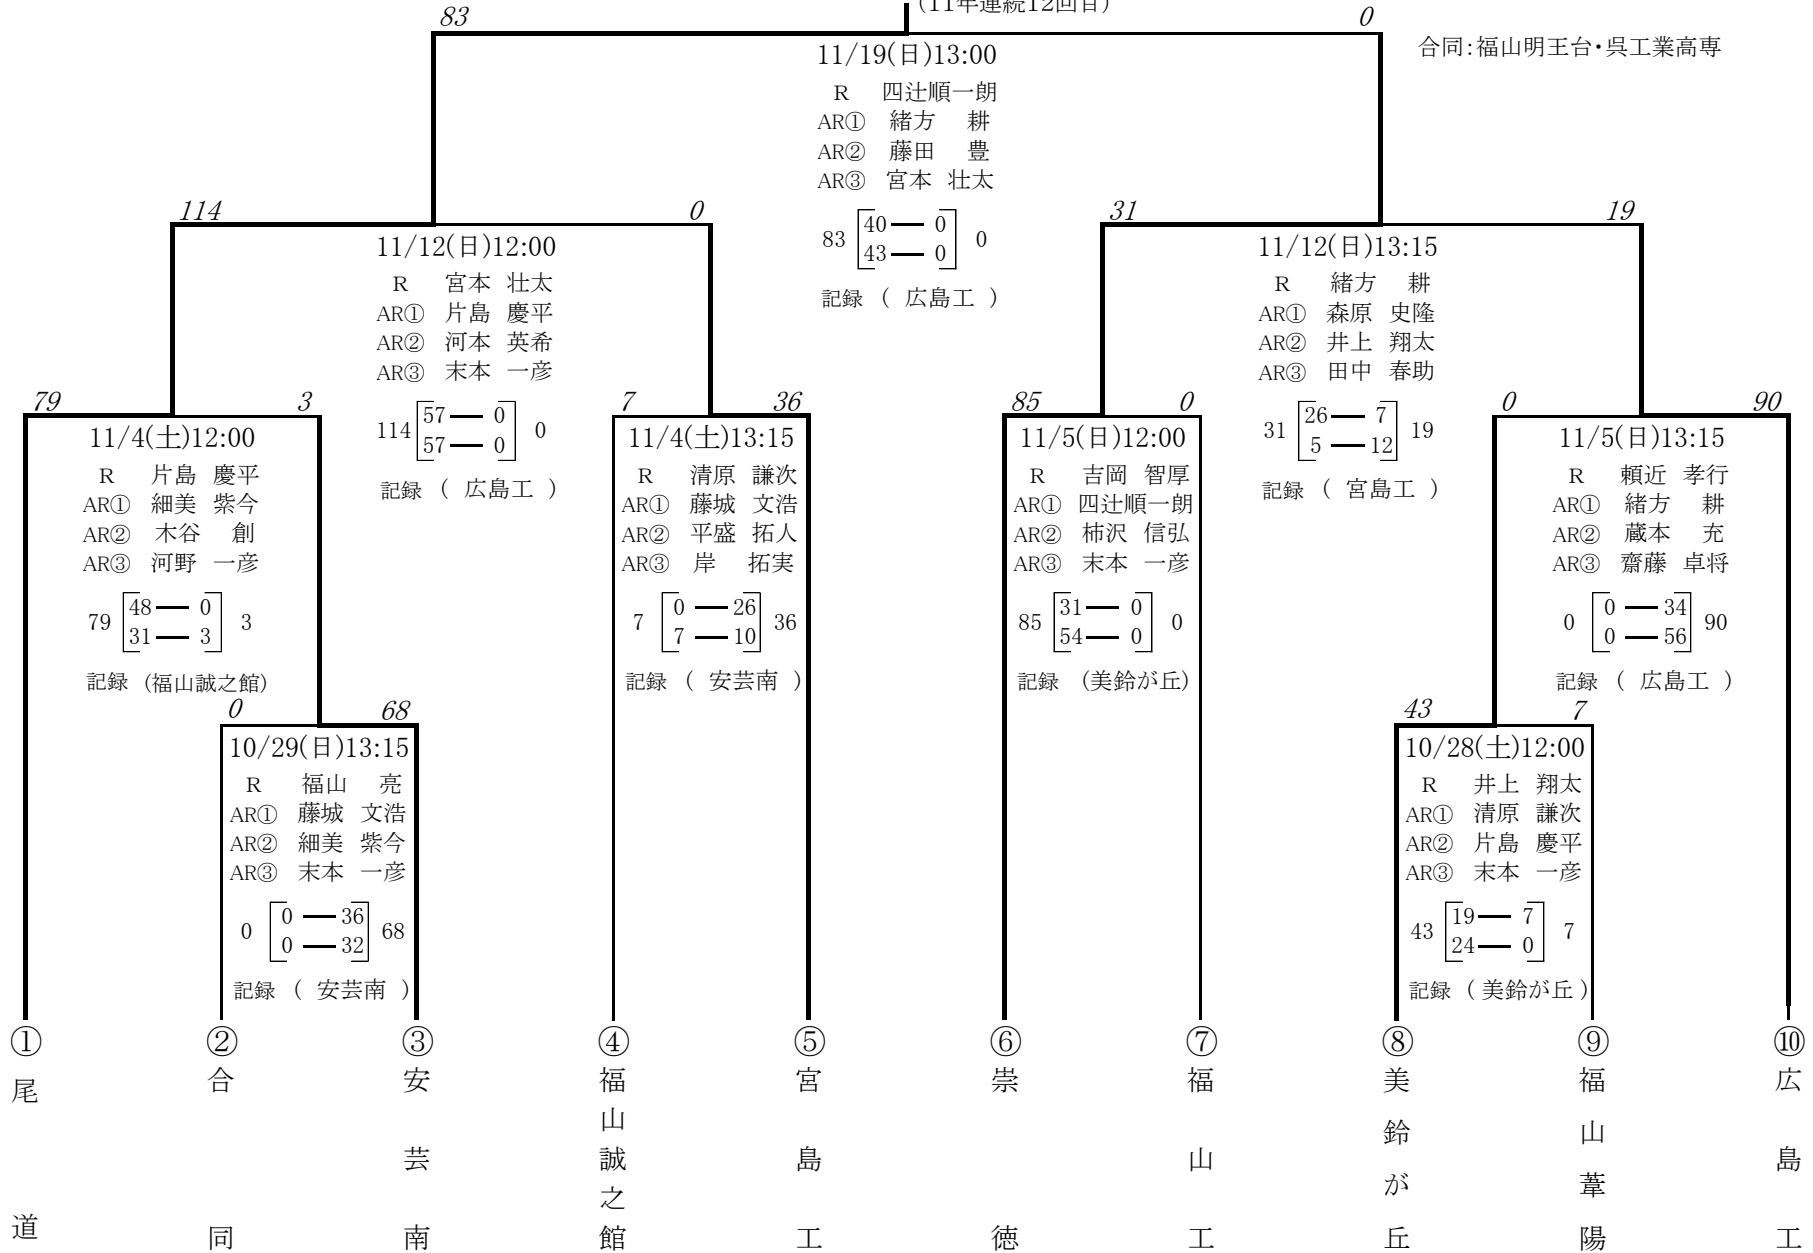 (11年連続12回目)
83
0
合同:福山明王台・呉工業高専
11/19(日)13:00
R 四辻順一朗
AR① 緒方 耕
AR② 藤田 豊
AR③ 宮本 壮太
83 40 — 0 0
43 — 0
記録 ( 広島工 )
114
0
11/12(日)12:00
R 宮本 壮太
AR① 片島 慶平
AR② 河本 英希
AR③ 末本 一彦
114 57 — 0 0
57 — 0
記録 ( 広島工 )
31
19
11/12(日)13:15
R 緒方 耕
AR① 森原 史隆
AR② 井上 翔太
AR③ 田中 春助
31 26 — 7 19
5 — 12
記録 ( 宮島工 )
79
3
11/4(土)12:00
R 片島 慶平
AR① 細美 紫今
AR② 木谷 創
AR③ 河野 一彦
79 48 — 0 3
31 — 3
記録 (福山誠之館)
7
36
11/4(土)13:15
R 清原 謙次
AR① 藤城 文浩
AR② 平盛 拓人
AR③ 岸 拓実
7 0 — 26 36
7 — 10
記録 ( 安芸南 )
85
0
11/5(日)12:00
R 吉岡 智厚
AR① 四辻順一朗
AR② 柿沢 信弘
AR③ 末本 一彦
85 31 — 0 0
54 — 0
記録 (美鈴が丘)
0
90
11/5(日)13:15
R 頼近 孝行
AR① 緒方 耕
AR② 蔵本 充
AR③ 齋藤 卓将
0 0 — 34 90
0 — 56
記録 ( 広島工 )
0
68
10/29(日)13:15
R 福山 亮
AR① 藤城 文浩
AR② 細美 紫今
AR③ 末本 一彦
0 0 — 36 68
0 — 32
記録 ( 安芸南 )
43
7
10/28(土)12:00
R 井上 翔太
AR① 清原 謙次
AR② 片島 慶平
AR③ 末本 一彦
43 19 — 7 7
24 — 0
記録 ( 美鈴が丘 )
① 尾道
② 合同
③ 安芸南
④ 福山誠之館
⑤ 宮島工
⑥ 崇徳
⑦ 福山工
⑧ 美鈴が丘
⑨ 福山葦陽
⑩ 広島工